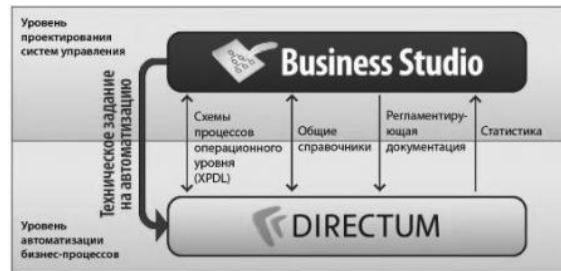 Уровень
проектирования
систем управления
Business Studio
Техническое задание
на автоматизацию
Схемы
процессов
операционного
уровня
(XPDL)
Общие
справочники
Регламентиру-
ющая
документация
Статистика
DIRECTUM
Уровень
автоматизации
бизнес-процессов